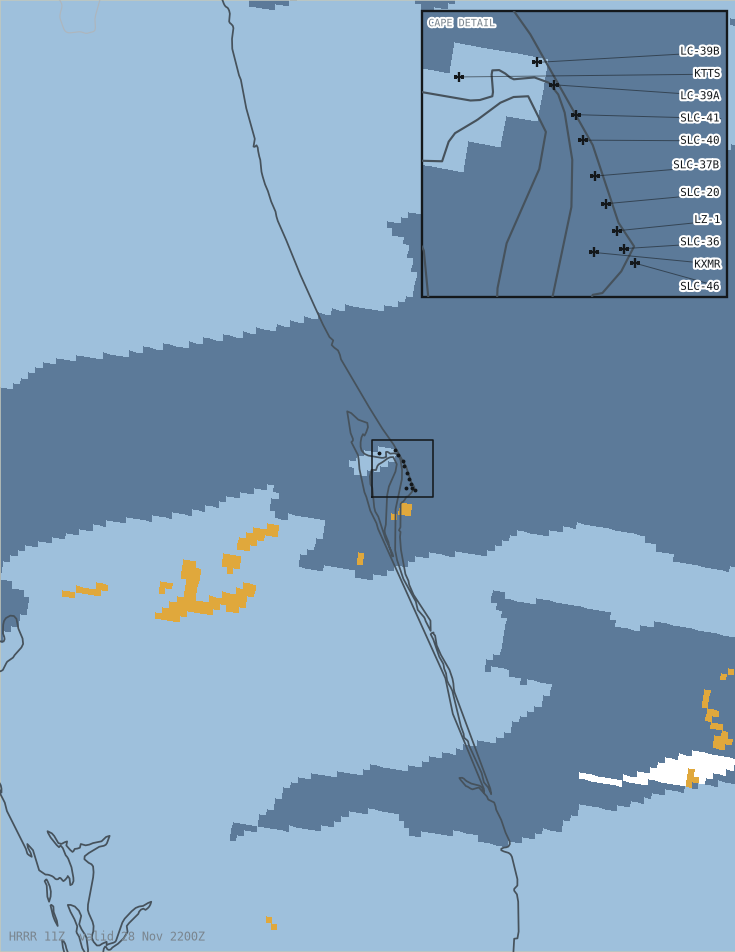 CAPE DETAIL
LC-39B
KTTS
LC-39A
SLC-41
SLC-40
SLC-37B
SLC-20
LZ-1
SLC-36
KXMR
SLC-46
HRRR 11Z  valid 28 Nov 2200Z